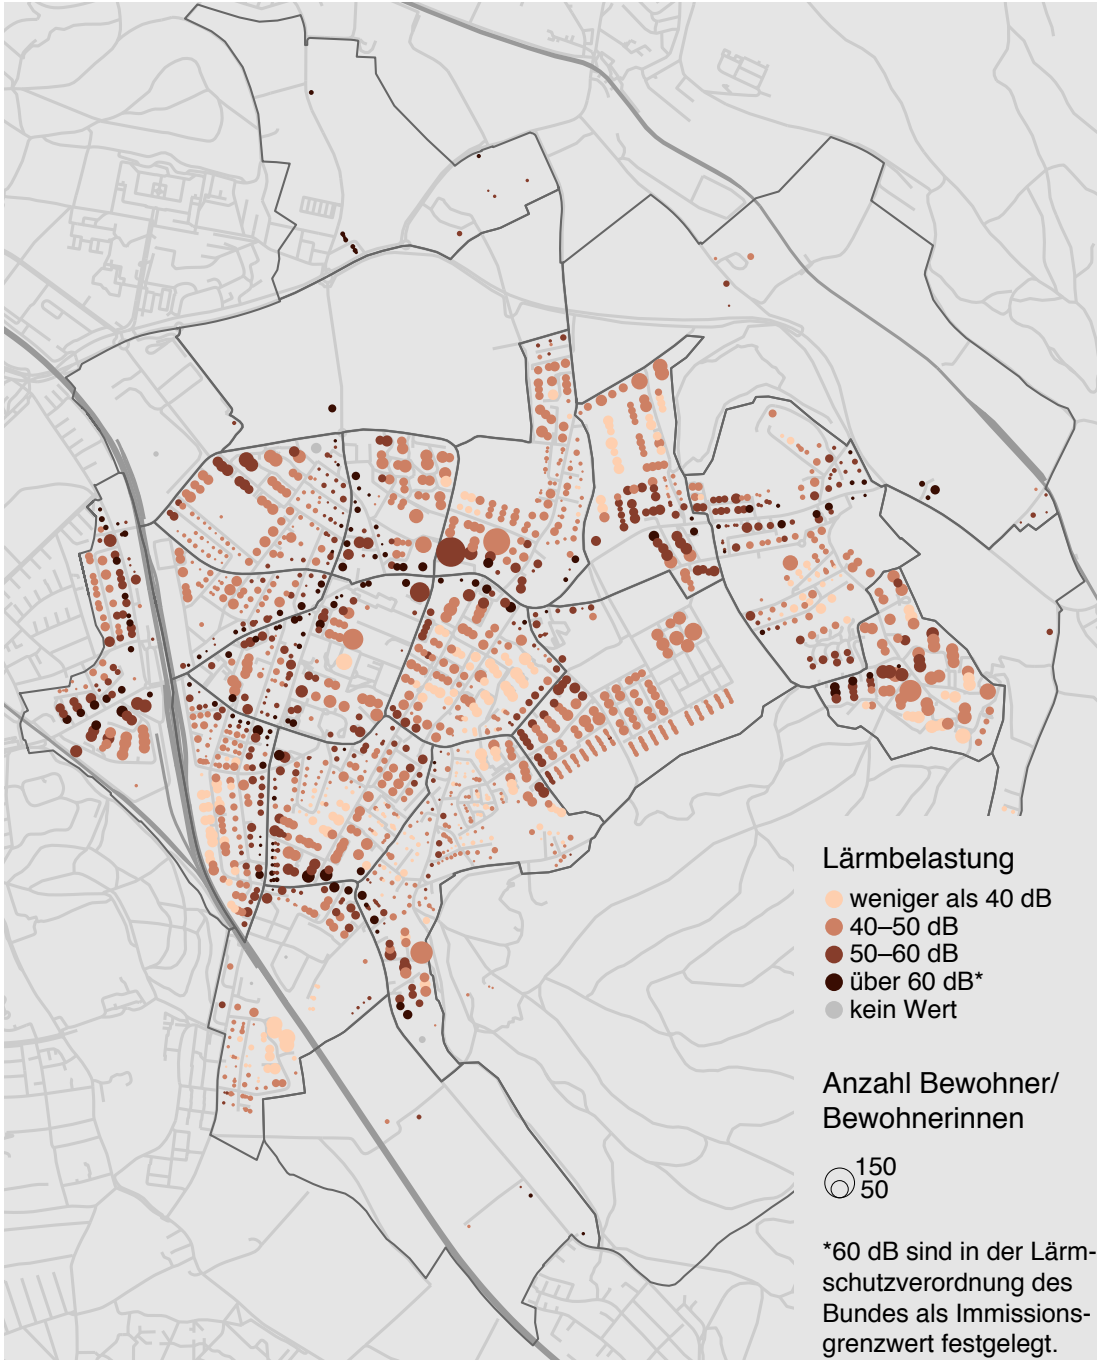 Lärmbelastung
weniger als 40 dB
40–50 dB
50–60 dB
über 60 dB*
kein Wert
Anzahl Bewohner/
Bewohnerinnen
150
50
*60 dB sind in der Lärm-
schutzverordnung des
Bundes als Immissions-
grenzwert festgelegt.